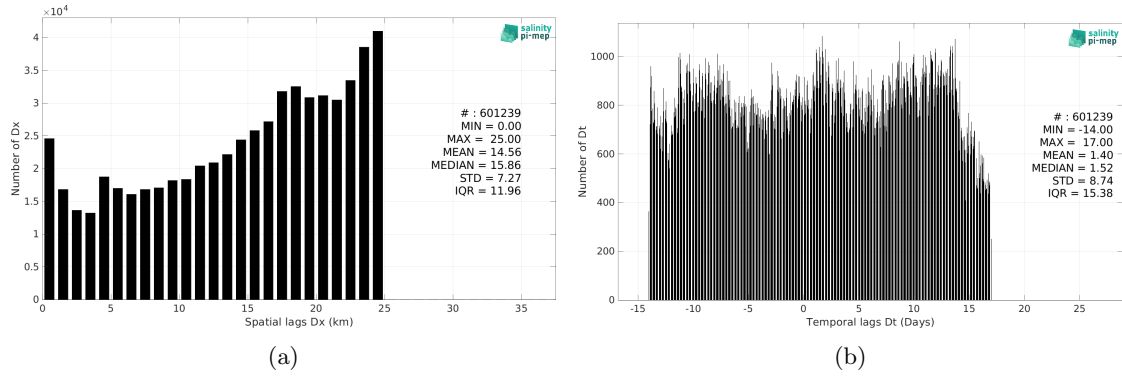 ×10⁴
4
3.5
3
2.5
2
1.5
1
0.5
0
Number of Dx
0 5 10 15 20 25 30 35
Spatial lags Dx (km)
salinity
pi-mep
# : 601239
MIN = 0.00
MAX = 25.00
MEAN = 14.56
MEDIAN = 15.86
STD = 7.27
IQR = 11.96
(a)
1000
800
600
400
200
0
Number of Dt
-15 -10 -5 0 5 10 15 20 25
Temporal lags Dt (Days)
salinity
pi-mep
# : 601239
MIN = -14.00
MAX = 17.00
MEAN = 1.40
MEDIAN = 1.52
STD = 8.74
IQR = 15.38
(b)